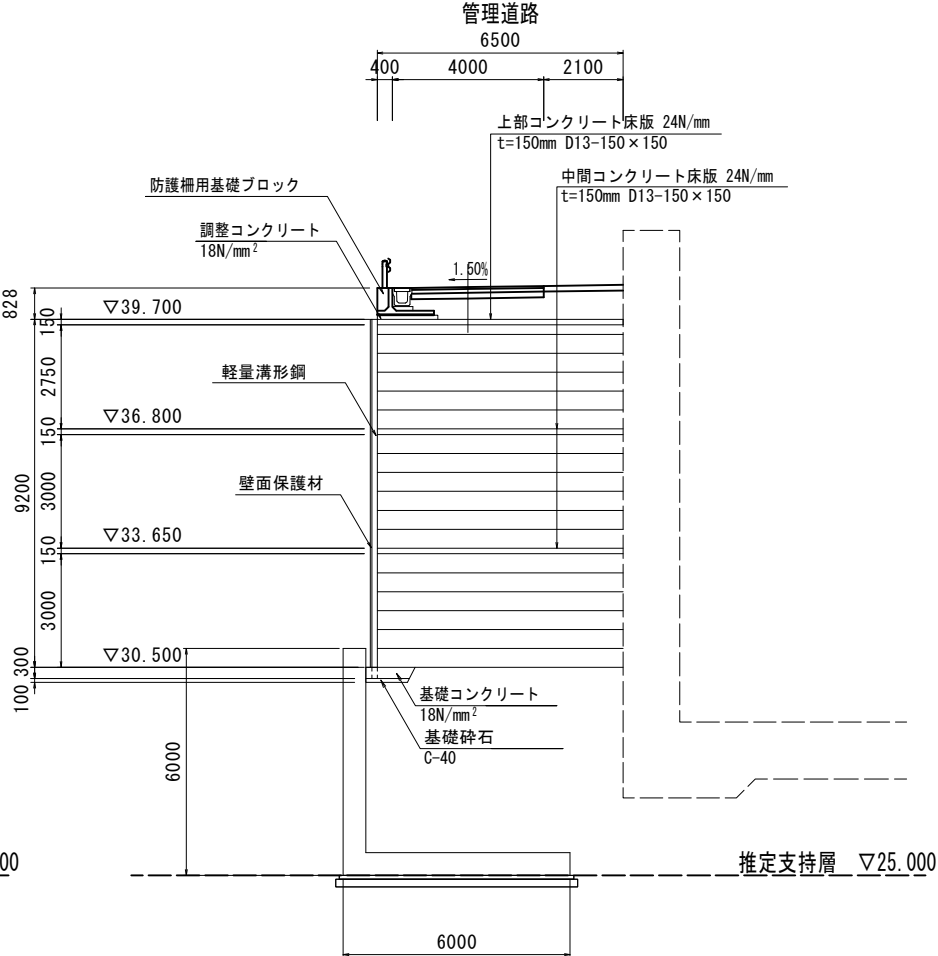 管理道路
6500
400
4000
2100
上部コンクリート床版 24N/mm
t=150mm D13-150×150
中間コンクリート床版 24N/mm
t=150mm D13-150×150
防護柵用基礎ブロック
調整コンクリート
18N/mm²
1.50%
828
▽39.700
150
2750
軽量溝形鋼
▽36.800
150
9200
3000
壁面保護材
▽33.650
150
3000
▽30.500
300
100
基礎コンクリート
18N/mm²
基礎砕石
C-40
6000
00
推定支持層 ▽25.000
6000